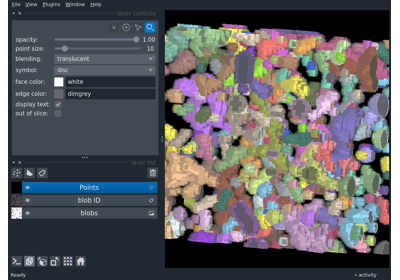 File View Plugins Window Help
layer controls
opacity: 1.00
point size: 10
blending: translucent
symbol: disc
face color: white
edge color: dimgrey
display text:
out of slice:
layer list
Points
blob ID
blobs
Ready
activity